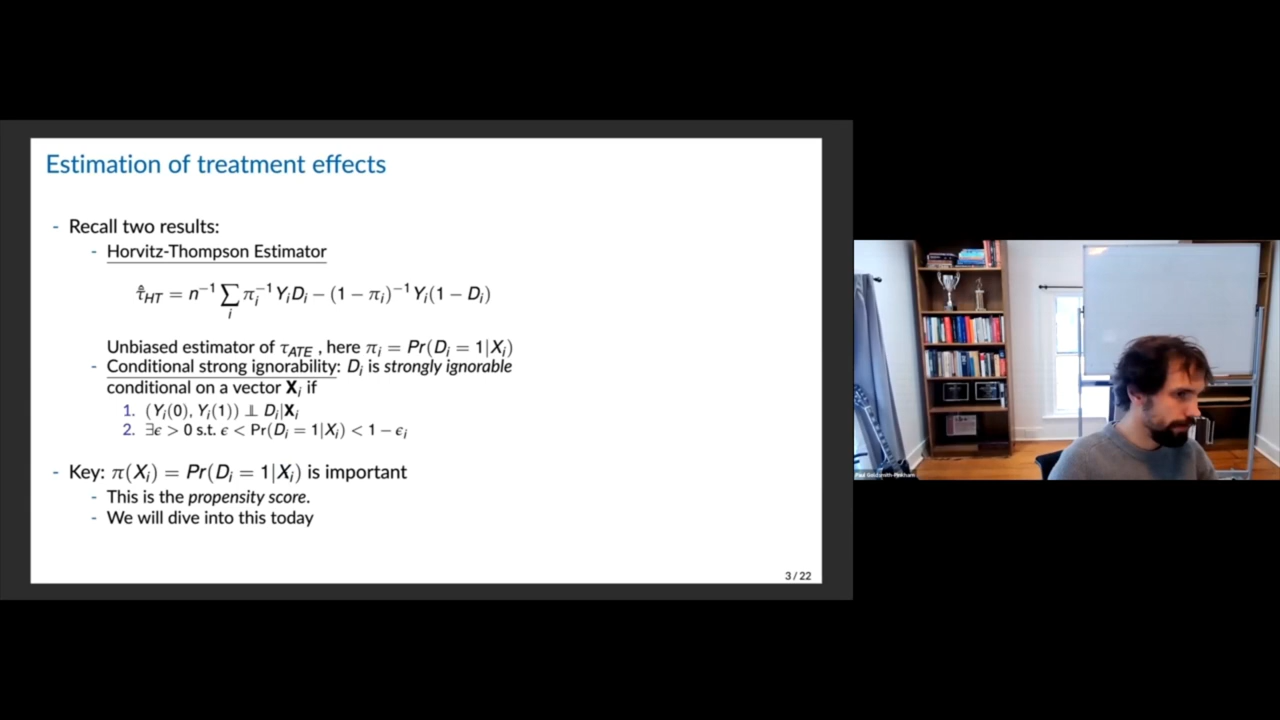 Estimation of treatment effects
- Recall two results:
- Horvitz-Thompson Estimator
τ̂_HT = n⁻¹ ∑_i π_i⁻¹ Y_i D_i − (1 − π_i)⁻¹ Y_i (1 − D_i)
Unbiased estimator of τ_ATE , here π_i = Pr(D_i = 1|X_i)
- Conditional strong ignorability: D_i is strongly ignorable
conditional on a vector X_i if
1. (Y_i(0), Y_i(1)) ⫫ D_i|X_i
2. ∃ϵ > 0 s.t. ϵ < Pr(D_i = 1|X_i) < 1 − ϵ_i
- Key: π(X_i) = Pr(D_i = 1|X_i) is important
- This is the propensity score.
- We will dive into this today
3 / 22
Paul Goldsmith-Pinkham